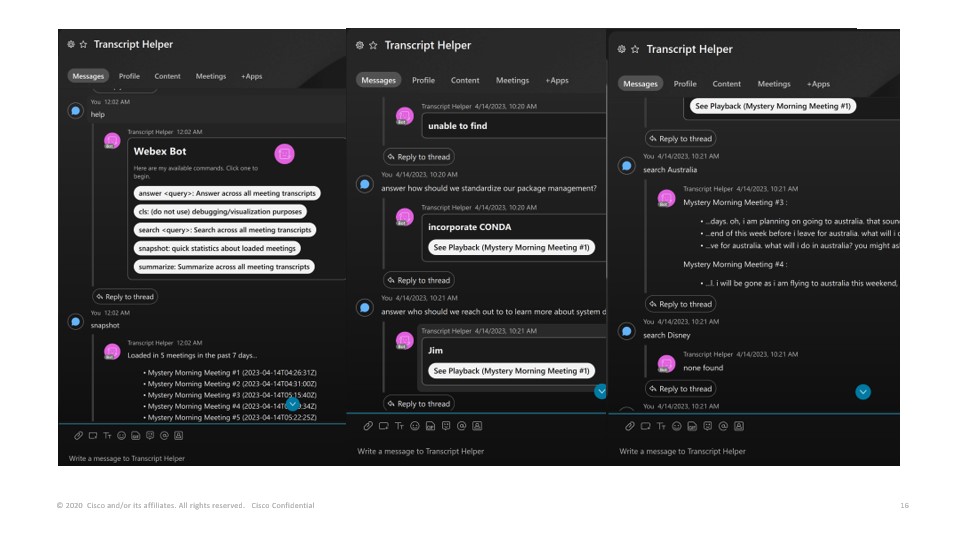 Transcript Helper
Messages Profile Content Meetings +Apps
You 12:02 AM
help
Transcript Helper 12:02 AM
Webex Bot
Here are my available commands. Click one to
begin.
answer <query>: Answer across all meeting transcripts
cls: (do not use) debugging/visualization purposes
search <query>: Search across all meeting transcripts
snapshot: quick statistics about loaded meetings
summarize: Summarize across all meeting transcripts
Reply to thread
You 12:02 AM
snapshot
Transcript Helper 12:02 AM
Loaded in 5 meetings in the past 7 days...
• Mystery Morning Meeting #1 (2023-04-14T04:26:31Z)
• Mystery Morning Meeting #2 (2023-04-14T04:31:00Z)
• Mystery Morning Meeting #3 (2023-04-14T05:15:40Z)
• Mystery Morning Meeting #4 (2023-04-14T
• Mystery Morning Meeting #5 (2023-04-14T05:22:25Z)
Write a message to Transcript Helper
Transcript Helper
Messages Profile Content Meetings +Apps
Transcript Helper 4/14/2023, 10:20 AM
unable to find
Reply to thread
You 4/14/2023, 10:20 AM
answer how should we standardize our package management?
Transcript Helper 4/14/2023, 10:20 AM
incorporate CONDA
See Playback (Mystery Morning Meeting #1)
Reply to thread
You 4/14/2023, 10:21 AM
answer who should we reach out to to learn more about system d
Transcript Helper 4/14/2023, 10:21 AM
Jim
See Playback (Mystery Morning Meeting #1)
Reply to thread
Write a message to Transcript Helper
Transcript Helper
Messages Profile Content Meetings +Apps
See Playback (Mystery Morning Meeting #1)
Reply to thread
You 4/14/2023, 10:21 AM
search Australia
Transcript Helper 4/14/2023, 10:21 AM
Mystery Morning Meeting #3 :
• ...days. oh, i am planning on going to australia. that soun
• ...end of this week before i leave for australia. what will i
• ...ve for australia. what will i do in australia? you might as
Mystery Morning Meeting #4 :
• ...l. i will be gone as i am flying to australia this weekend,
Reply to thread
You 4/14/2023, 10:21 AM
search Disney
Transcript Helper 4/14/2023, 10:21 AM
none found
Reply to thread
You 4/14/2023, 10:21 AM
Write a message to Transcript Helper
© 2020 Cisco and/or its affiliates. All rights reserved. Cisco Confidential
16